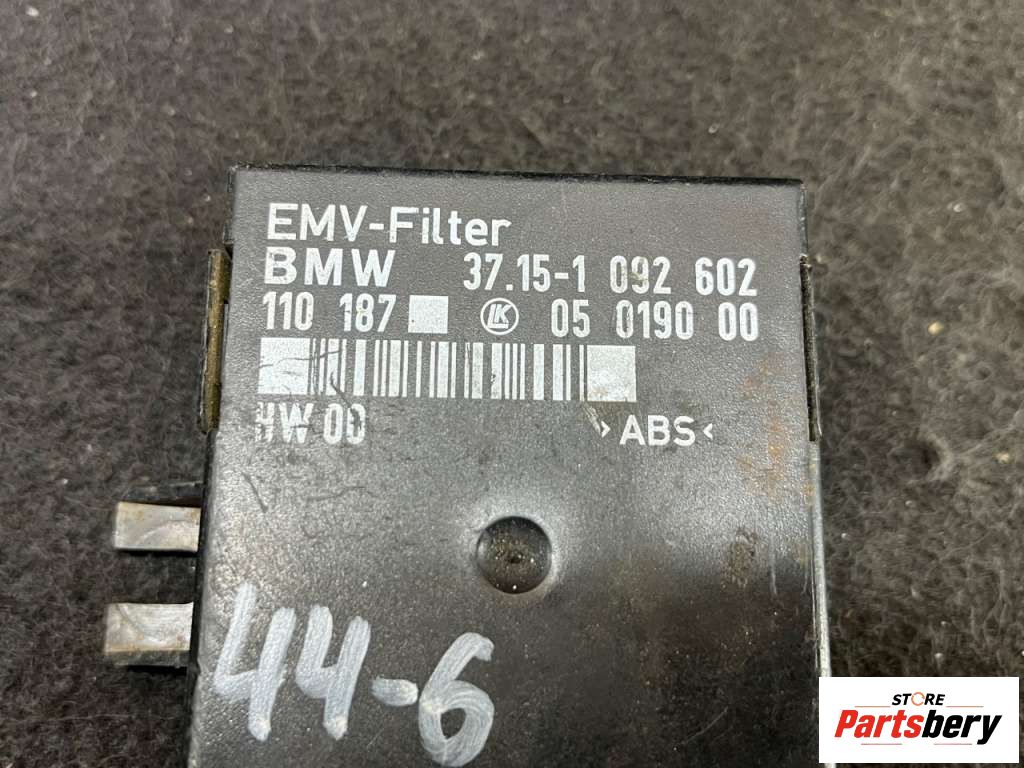 EMV-Filter
BMW 37.15-1 092 602
110 187 LK 05 0190 00
HW 00 >ABS<
44-6
STORE
Partsbery